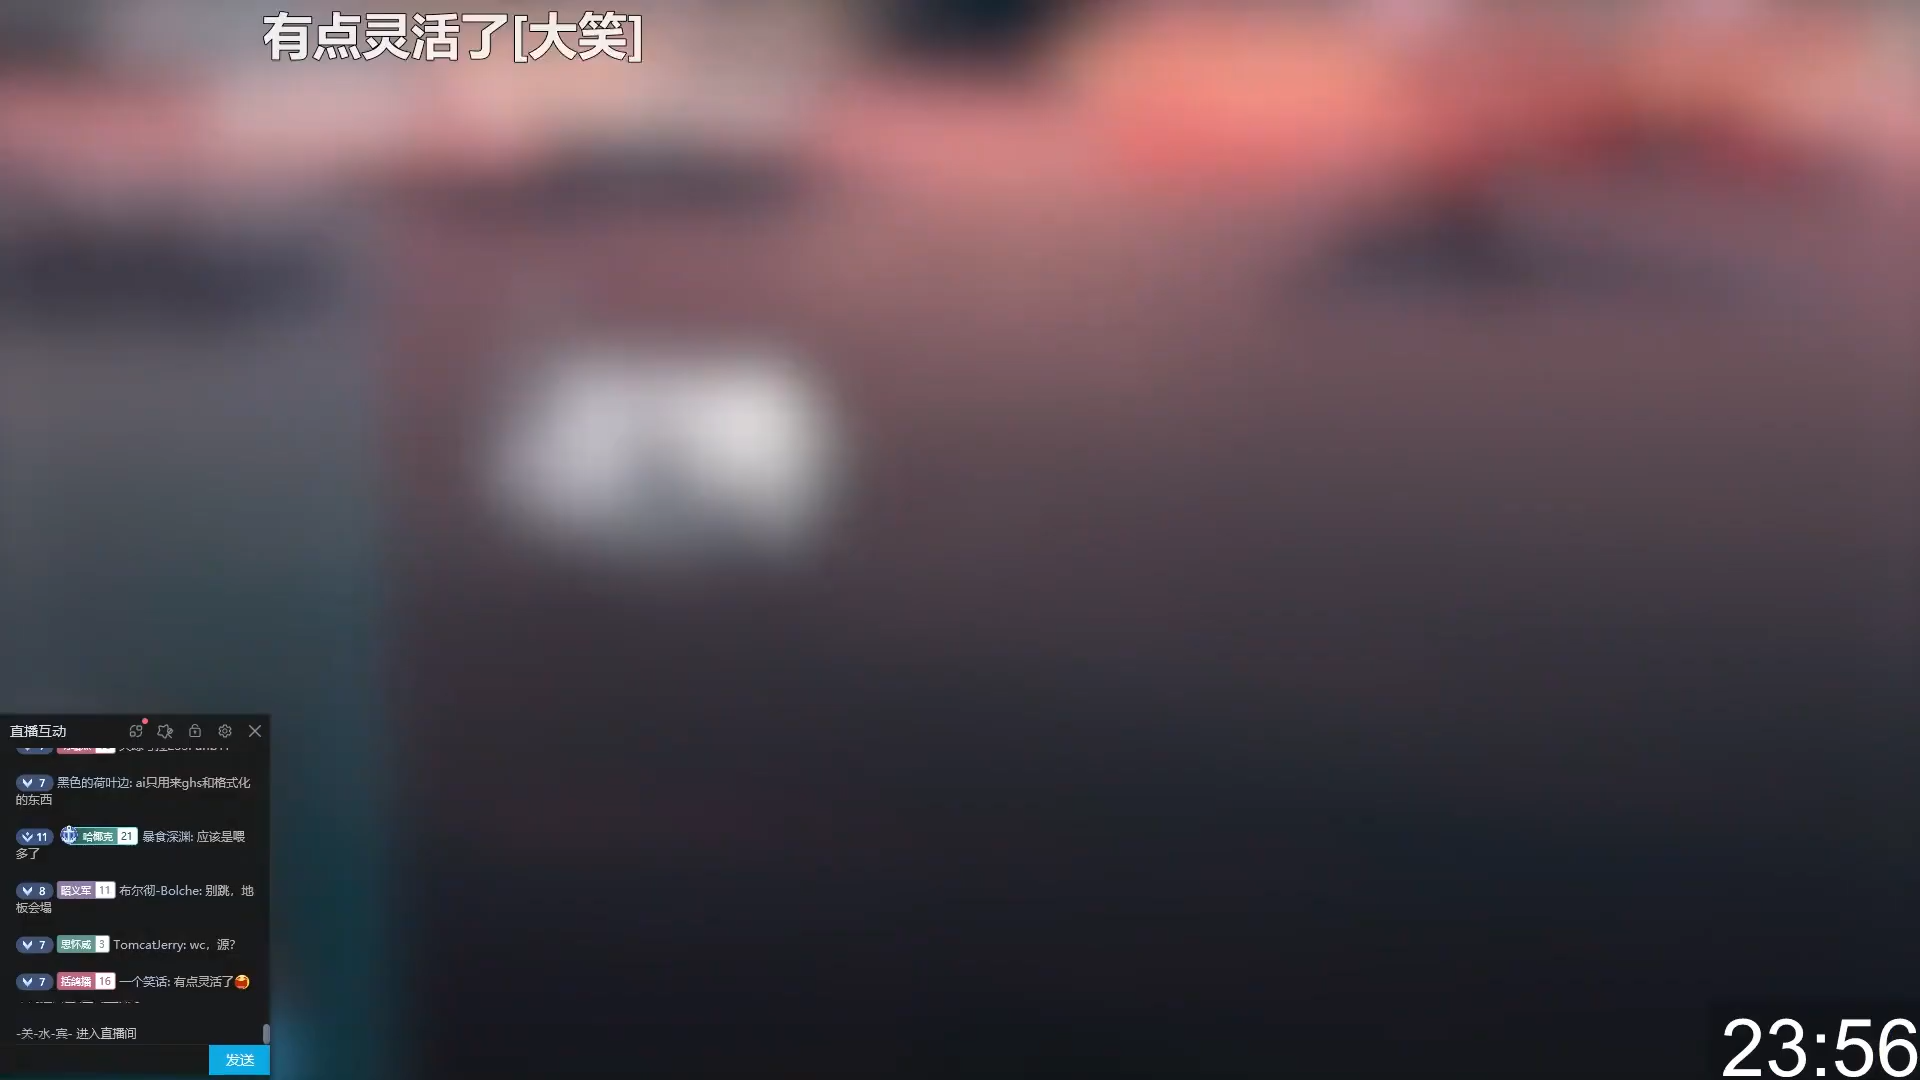 有点灵活了[大笑]
直播互动
7 黑色的荷叶边: ai只用来ghs和格式化
的东西
11 哈椰克 21 暴食深渊: 应该是喂
多了
8 昭义军 11 布尔彻-Bolche: 别跳，地
板会塌
7 思怀威 3 TomcatJerry: wc，源?
7 括鸽播 16 一个笑话: 有点灵活了
-关-水-宾- 进入直播间
发送
23:56